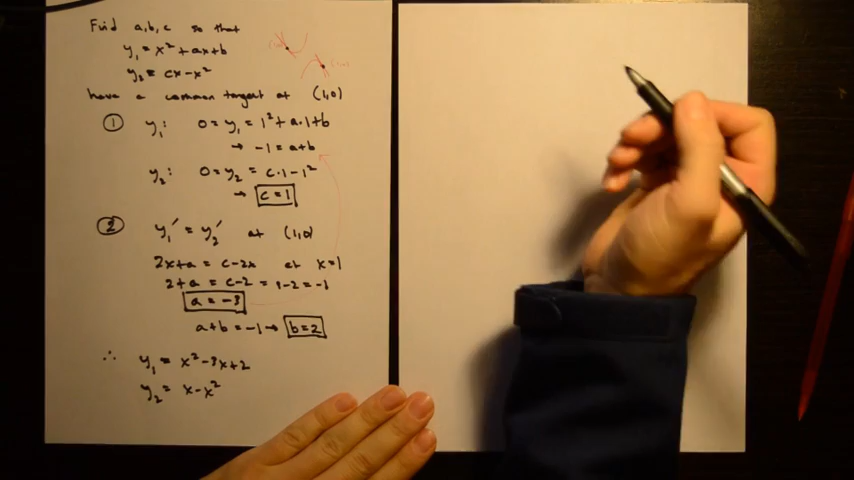 Find a,b,c so that
y₁ = x² + ax + b
y₂ = cx - x²
have a common tangent at (1,0)
① y₁: 0 = y₁ = 1² + a·1 + b
→ -1 = a+b
y₂: 0 = y₂ = c·1 - 1²
→ c = 1
② y₁' = y₂' at (1,0)
2x+a = c-2x at x=1
2+a = c-2 = 1-2 = -1
a = -3
a+b = -1 → b=2
∴ y₁ = x² - 3x + 2
y₂ = x - x²